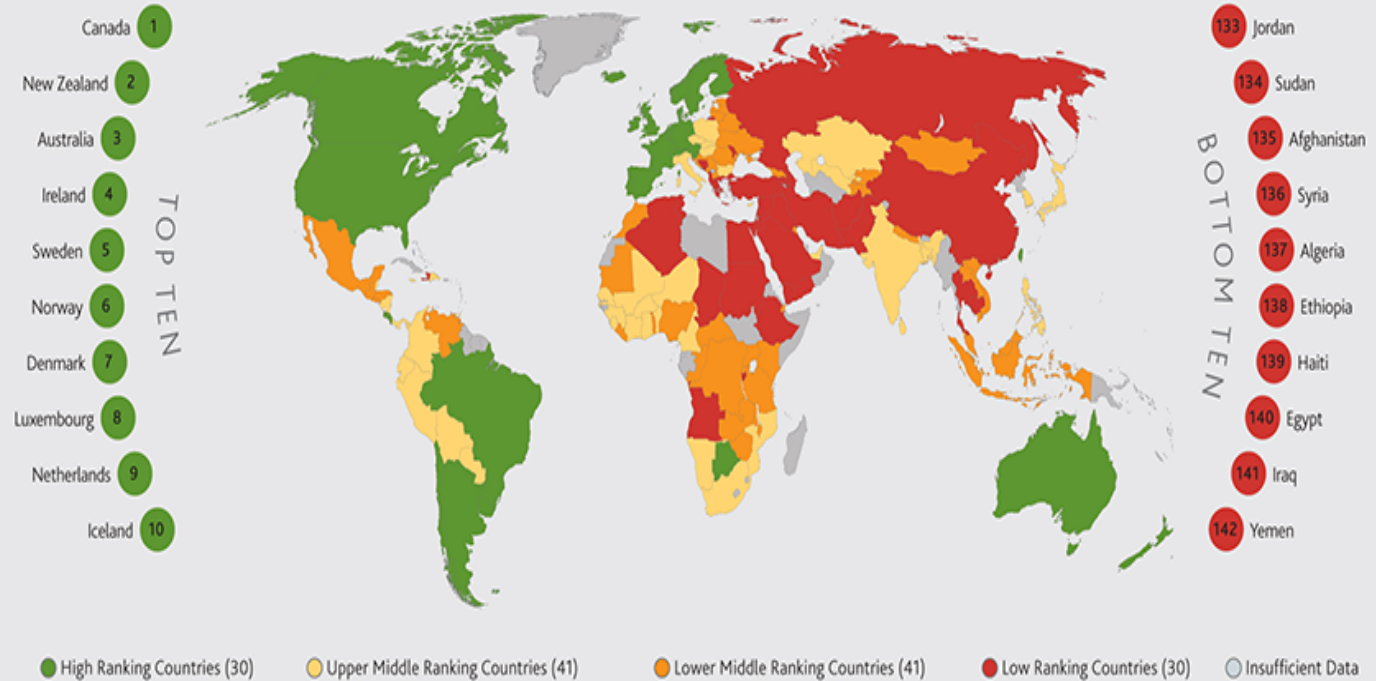 Canada 1
New Zealand 2
Australia 3
Ireland 4
Sweden 5
Norway 6
Denmark 7
Luxembourg 8
Netherlands 9
Iceland 10
TOP TEN
133 Jordan
134 Sudan
135 Afghanistan
136 Syria
137 Algeria
138 Ethiopia
139 Haiti
140 Egypt
141 Iraq
142 Yemen
BOTTOM TEN
High Ranking Countries (30)
Upper Middle Ranking Countries (41)
Lower Middle Ranking Countries (41)
Low Ranking Countries (30)
Insufficient Data